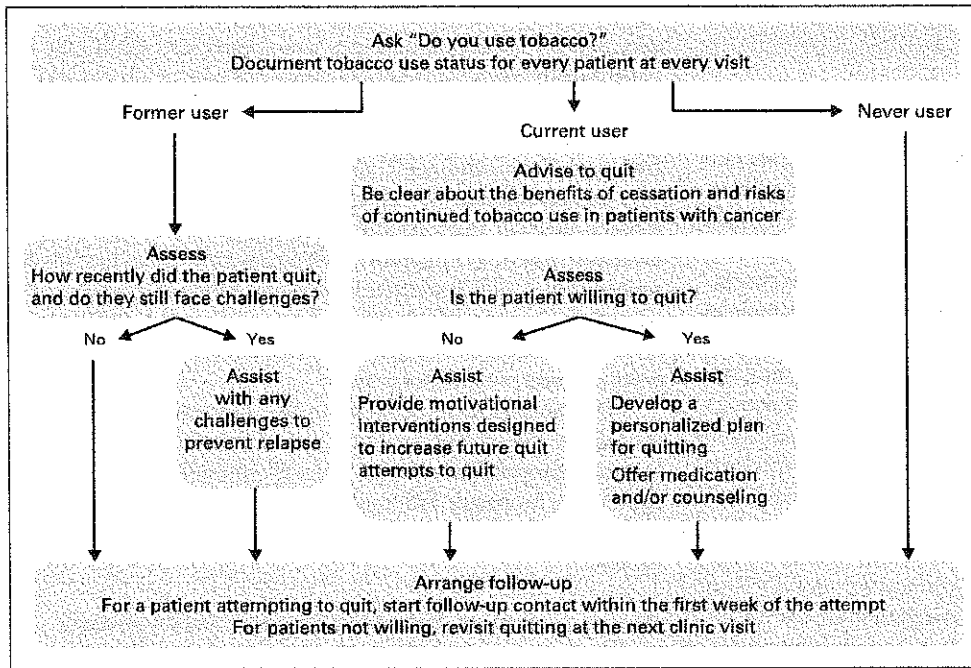 Ask “Do you use tobacco?”
Document tobacco use status for every patient at every visit
Former user
Current user
Never user
Advise to quit
Be clear about the benefits of cessation and risks
of continued tobacco use in patients with cancer
Assess
How recently did the patient quit,
and do they still face challenges?
Assess
Is the patient willing to quit?
No
Yes
No
Yes
Assist
with any
challenges to
prevent relapse
Assist
Provide motivational
interventions designed
to increase future quit
attempts to quit
Assist
Develop a
personalized plan
for quitting
Offer medication
and/or counseling
Arrange follow-up
For a patient attempting to quit, start follow-up contact within the first week of the attempt
For patients not willing, revisit quitting at the next clinic visit